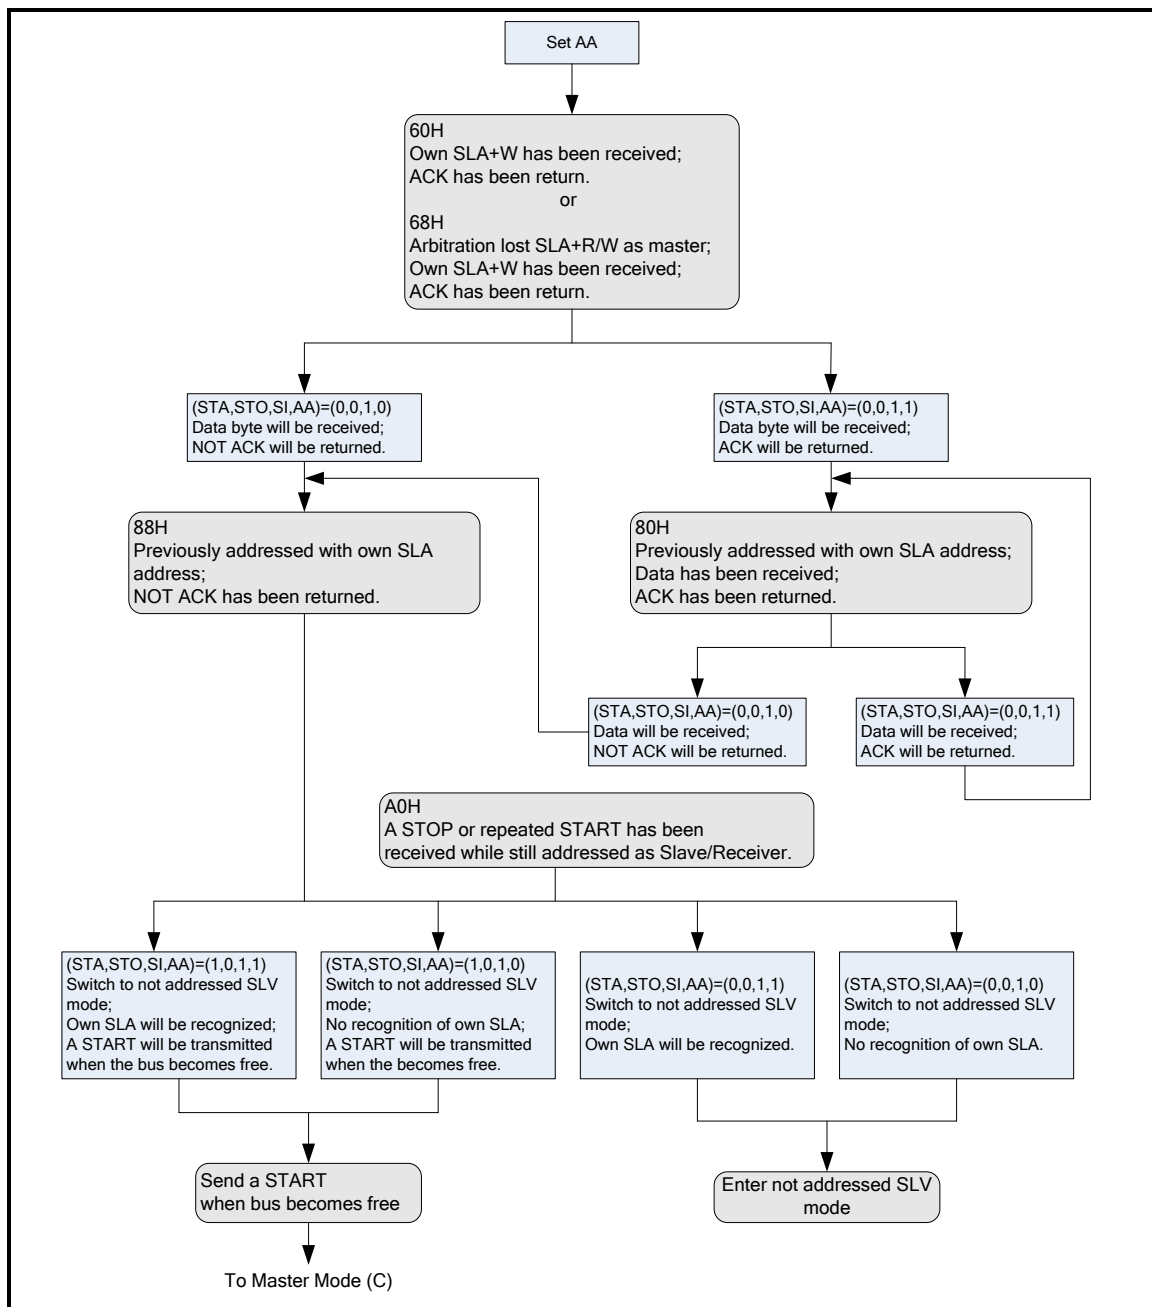 Set AA
60H
Own SLA+W has been received;
ACK has been return.
or
68H
Arbitration lost SLA+R/W as master;
Own SLA+W has been received;
ACK has been return.
(STA,STO,SI,AA)=(0,0,1,0)
Data byte will be received;
NOT ACK will be returned.
(STA,STO,SI,AA)=(0,0,1,1)
Data byte will be received;
ACK will be returned.
88H
Previously addressed with own SLA
address;
NOT ACK has been returned.
80H
Previously addressed with own SLA address;
Data has been received;
ACK has been returned.
(STA,STO,SI,AA)=(0,0,1,0)
Data will be received;
NOT ACK will be returned.
(STA,STO,SI,AA)=(0,0,1,1)
Data will be received;
ACK will be returned.
A0H
A STOP or repeated START has been
received while still addressed as Slave/Receiver.
(STA,STO,SI,AA)=(1,0,1,1)
Switch to not addressed SLV
mode;
Own SLA will be recognized;
A START will be transmitted
when the bus becomes free.
(STA,STO,SI,AA)=(1,0,1,0)
Switch to not addressed SLV
mode;
No recognition of own SLA;
A START will be transmitted
when the becomes free.
(STA,STO,SI,AA)=(0,0,1,1)
Switch to not addressed SLV
mode;
Own SLA will be recognized.
(STA,STO,SI,AA)=(0,0,1,0)
Switch to not addressed SLV
mode;
No recognition of own SLA.
Send a START
when bus becomes free
Enter not addressed SLV
mode
To Master Mode (C)